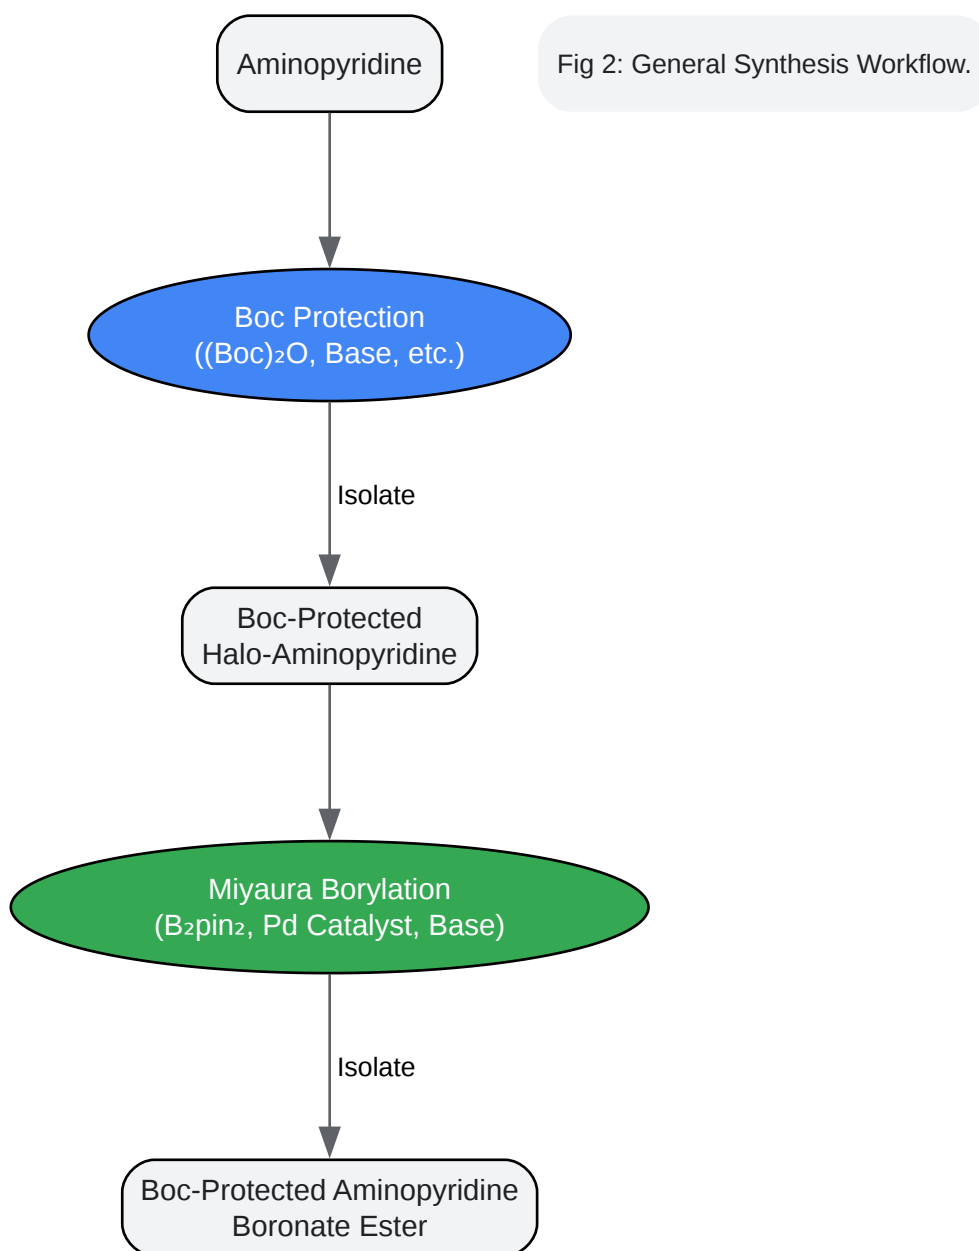 Aminopyridine
Fig 2: General Synthesis Workflow.
Boc Protection
((Boc)₂O, Base, etc.)
Isolate
Boc-Protected
Halo-Aminopyridine
Miyaura Borylation
(B₂pin₂, Pd Catalyst, Base)
Isolate
Boc-Protected Aminopyridine
Boronate Ester